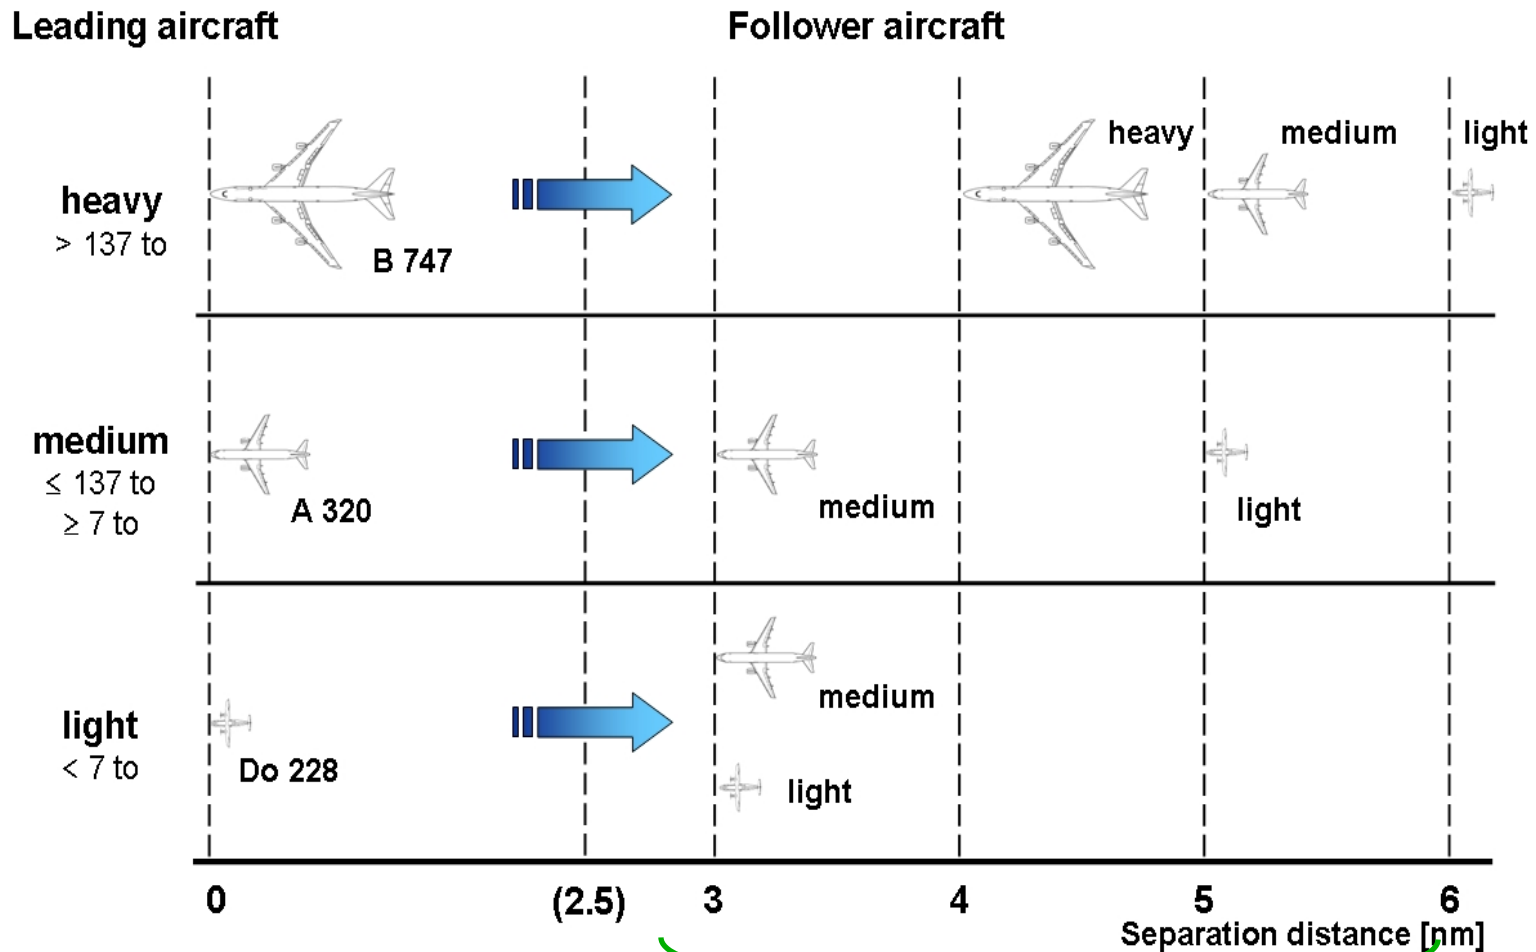 Leading aircraft
Follower aircraft
heavy
medium
light
heavy
> 137 to
B 747
medium
≤ 137 to
≥ 7 to
A 320
medium
light
light
< 7 to
Do 228
medium
light
0
(2.5)
3
4
5
6
Separation distance [nm]